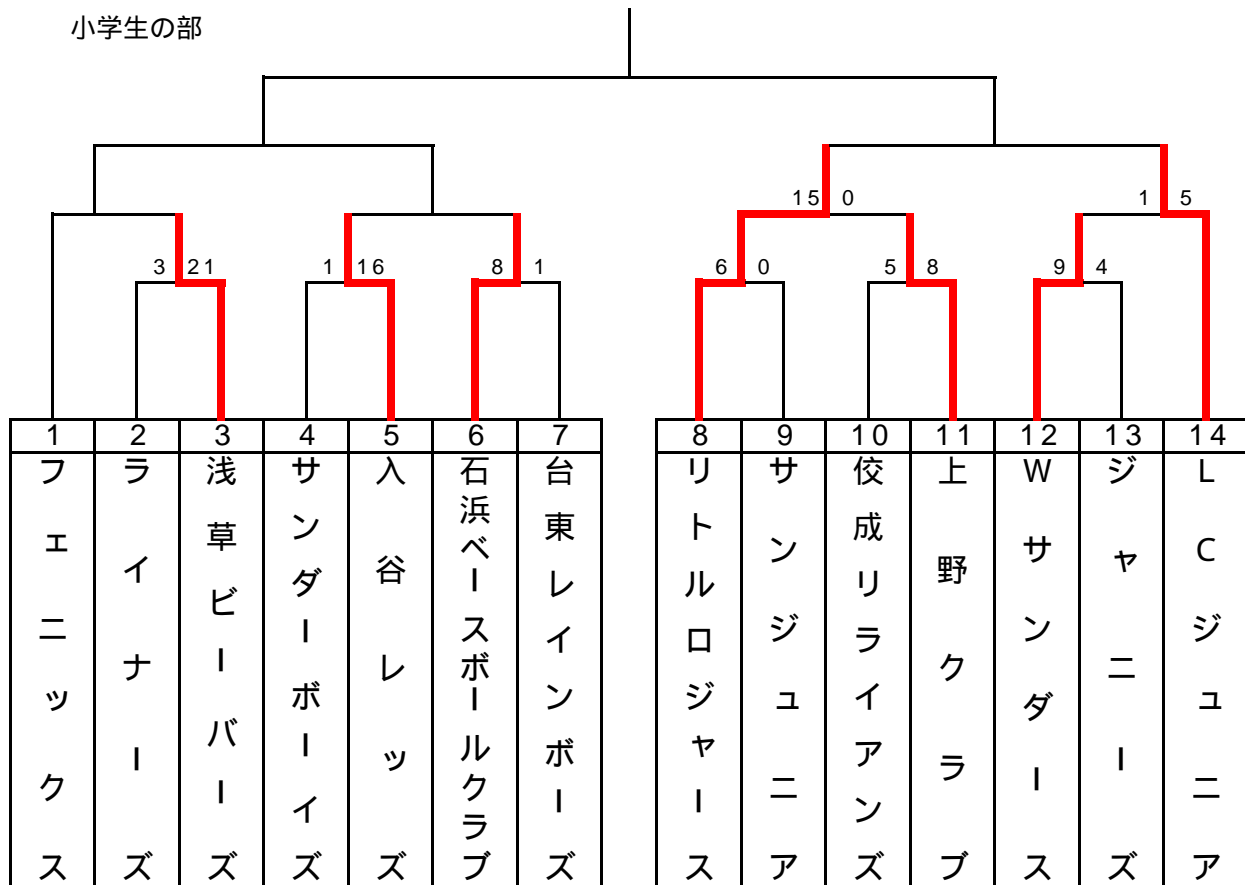 小学生の部
15 0
1 5
3 21
1 16
8 1
6 0
5 8
9 4
1 2 3 4 5 6 7 8 9 10 11 12 13 14
フェニックス
ライナーズ
浅草ビーバーズ
サンダーボーイズ
入谷レッズ
石浜ベースボールクラブ
台東レインボーズ
リトルロジャース
サンジュニア
佼成リライアンズ
上野クラブ
Wサンダース
ジャニーズ
LCジュニア